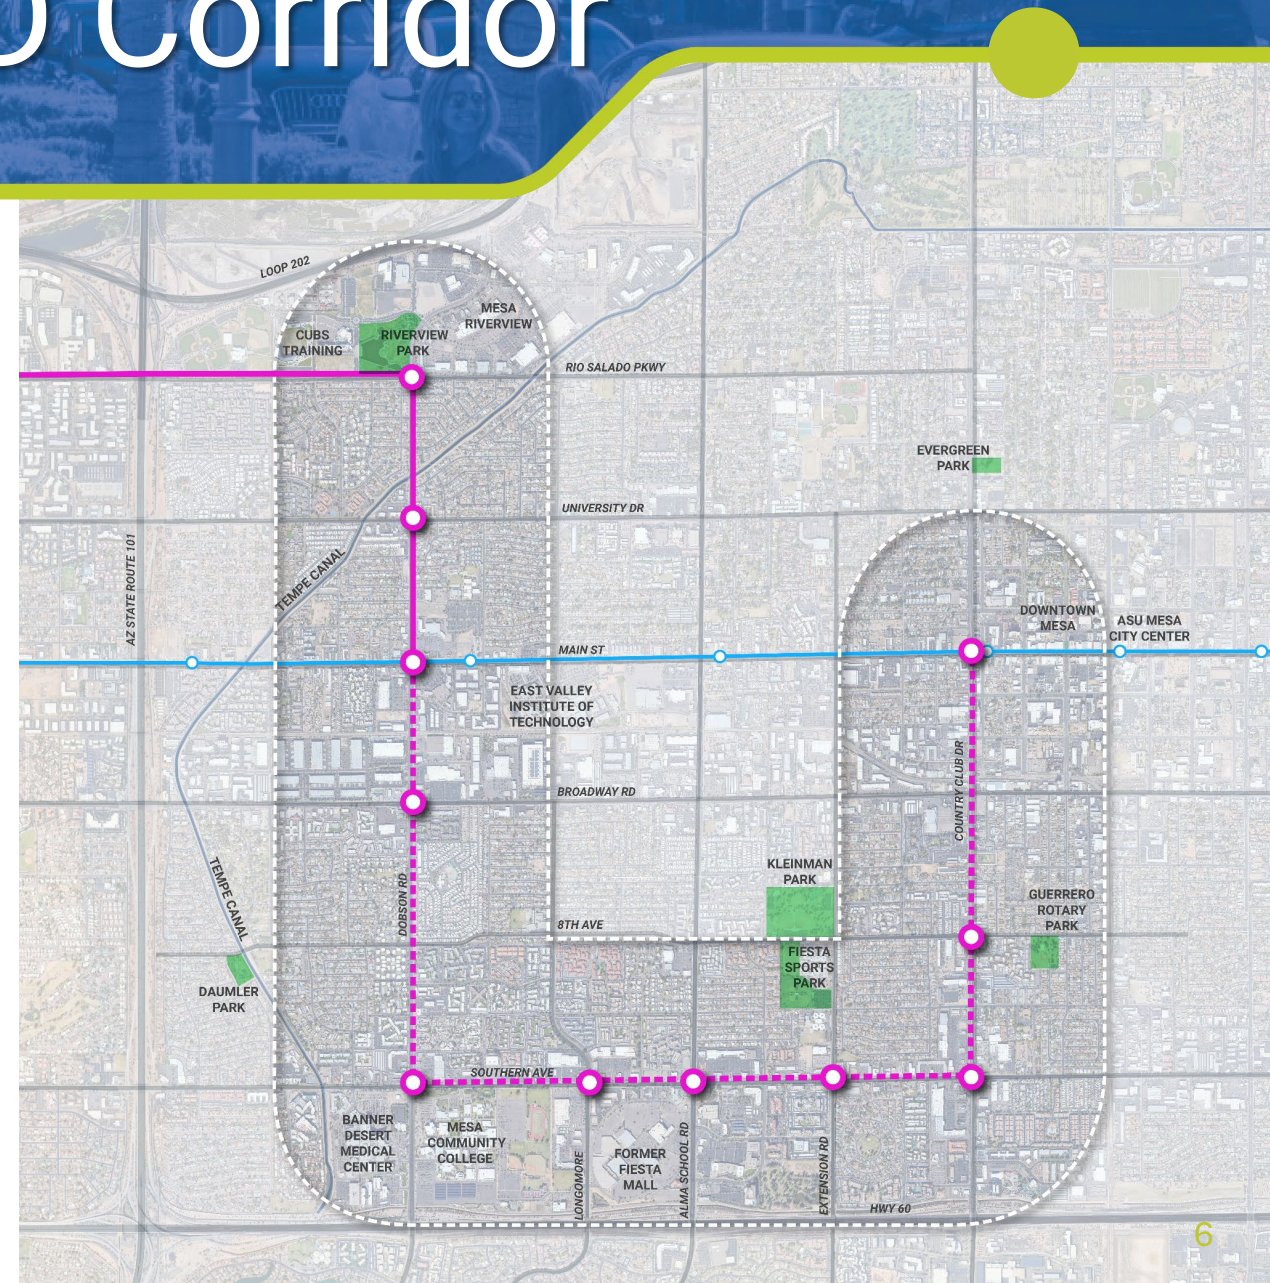 D Corridor
LOOP 202
MESA
RIVERVIEW
CUBS
TRAINING
RIVERVIEW
PARK
RIO SALADO PKWY
EVERGREEN
PARK
UNIVERSITY DR
AZ STATE ROUTE 101
TEMPE CANAL
DOWNTOWN
MESA
ASU MESA
CITY CENTER
MAIN ST
EAST VALLEY
INSTITUTE OF
TECHNOLOGY
COUNTRY CLUB DR
BROADWAY RD
TEMPE CANAL
DOBSON RD
KLEINMAN
PARK
GUERRERO
ROTARY
PARK
8TH AVE
FIESTA
SPORTS
PARK
DAUMLER
PARK
SOUTHERN AVE
BANNER
DESERT
MEDICAL
CENTER
MESA
COMMUNITY
COLLEGE
LONGOMORE
FORMER
FIESTA
MALL
ALMA SCHOOL RD
EXTENSION RD
HWY 60
6